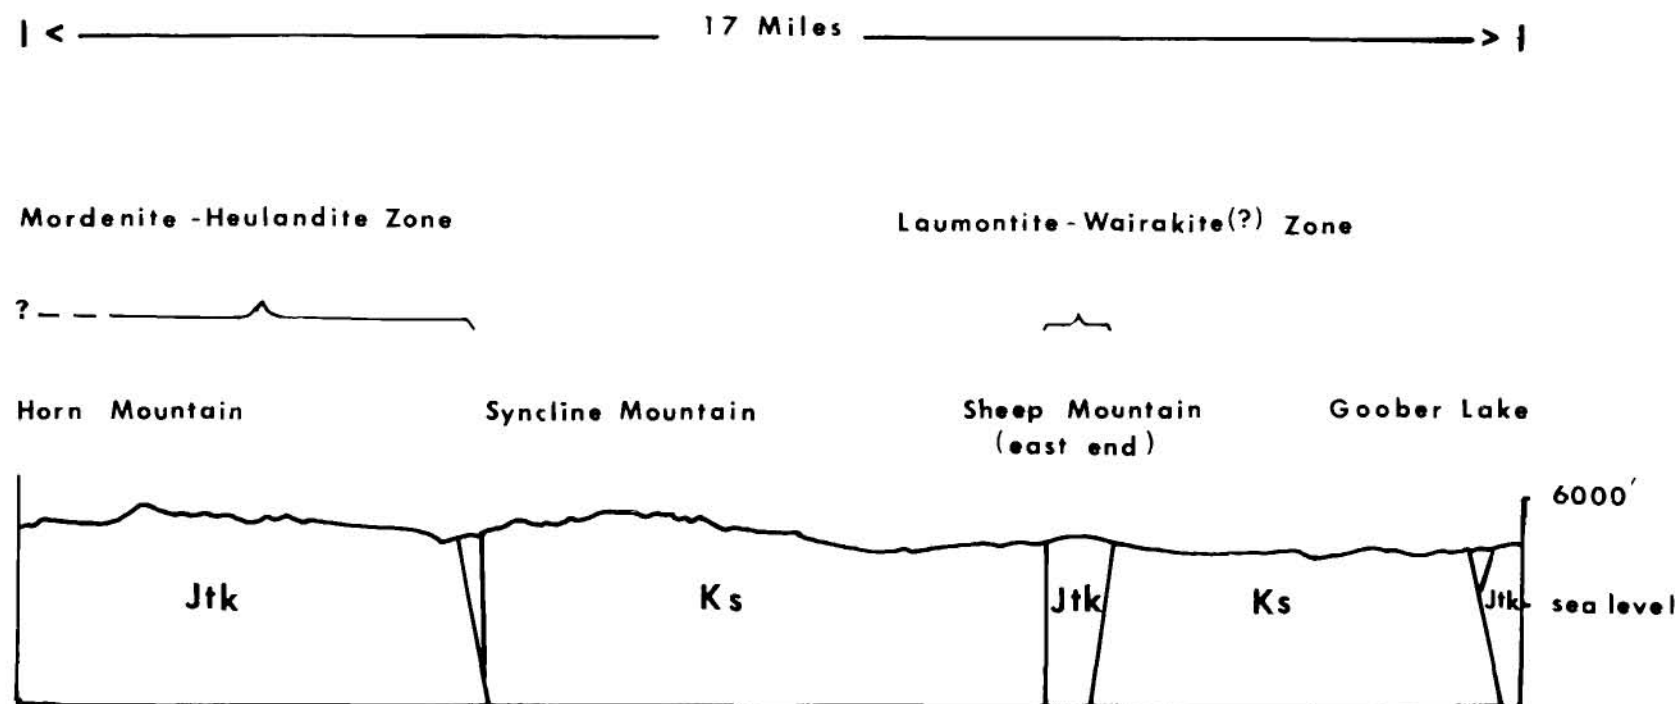 17 Miles
Mordenite - Heulandite Zone
Laumontite - Wairakite(?) Zone
?
Horn Mountain
Syncline Mountain
Sheep Mountain
(east end)
Goober Lake
6000'
Jtk
Ks
Jtk
Ks
Jtk
sea level